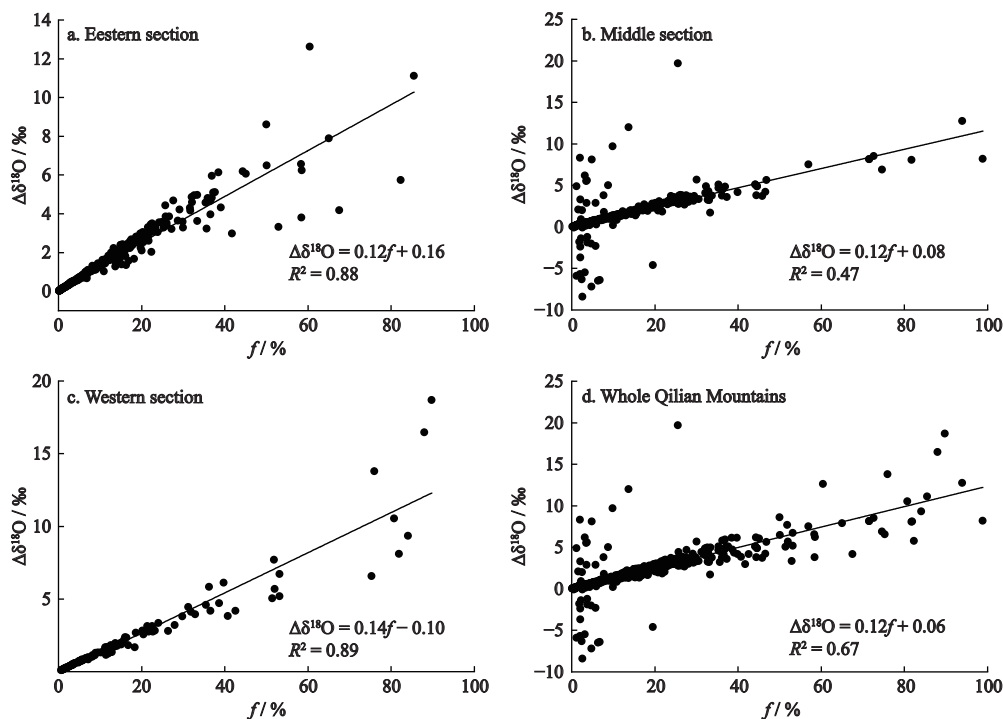 a. Eestern section
14
12
10
8
6
4
2
0
Δδ¹⁸O / ‰
Δδ¹⁸O = 0.12f + 0.16
R² = 0.88
0 20 40 60 80 100
f / %
b. Middle section
25
20
15
10
5
0
−5
−10
Δδ¹⁸O / ‰
Δδ¹⁸O = 0.12f + 0.08
R² = 0.47
0 20 40 60 80 100
f / %
c. Western section
20
15
10
5
Δδ¹⁸O / ‰
Δδ¹⁸O = 0.14f − 0.10
R² = 0.89
0 20 40 60 80 100
f / %
d. Whole Qilian Mountains
25
20
15
10
5
0
−5
−10
Δδ¹⁸O / ‰
Δδ¹⁸O = 0.12f + 0.06
R² = 0.67
0 20 40 60 80 100
f / %